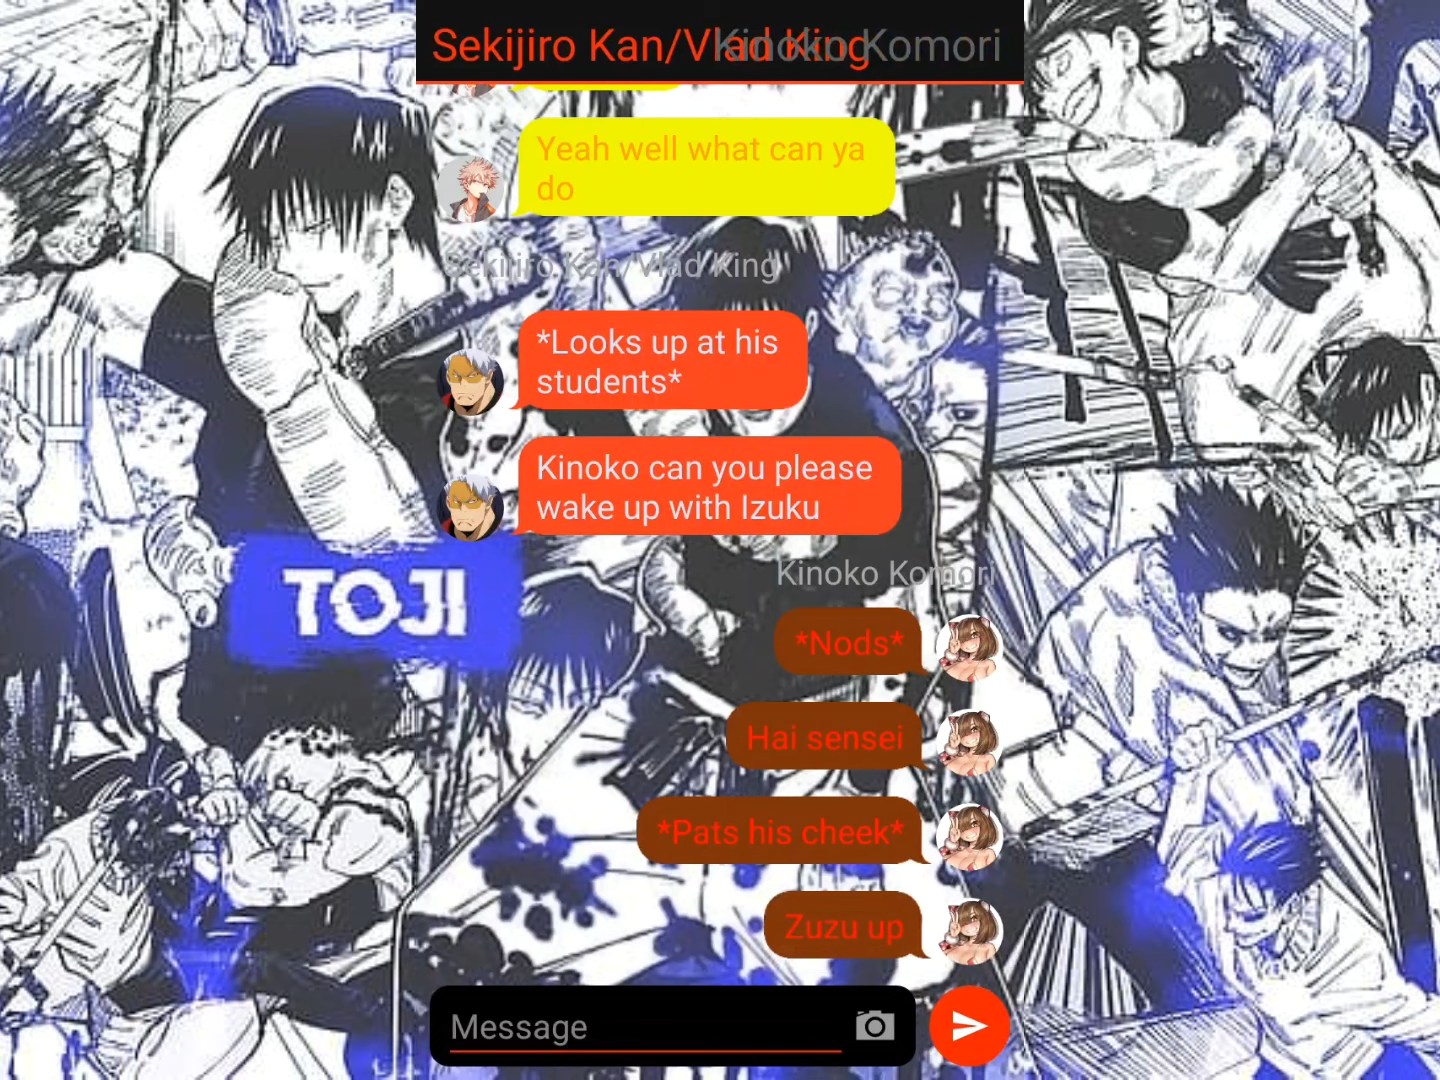 Sekijiro Kan/Vlad King
Kinoko Komori
Yeah well what can ya
do
Sekijiro Kan/Vlad King
*Looks up at his
students*
Kinoko can you please
wake up with Izuku
Kinoko Komori
TOJI
*Nods*
Hai sensei
*Pats his cheek*
Zuzu up
Message